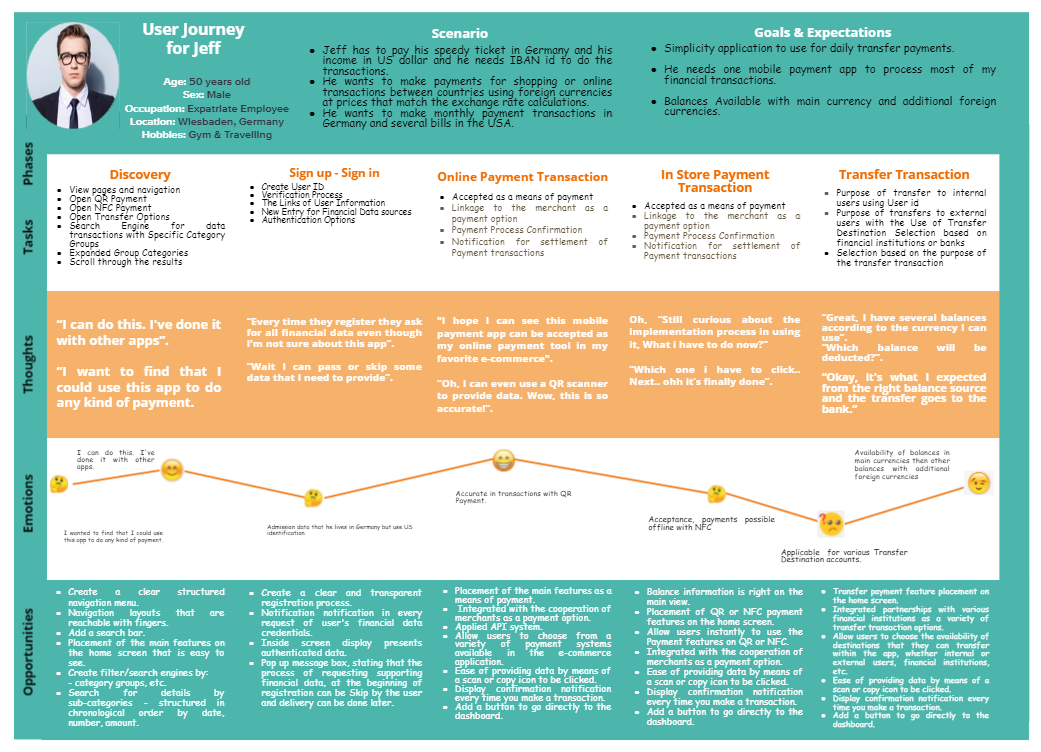 User Journey
for Jeff
Age: 50 years old
Sex: Male
Occupation: Expatriate Employee
Location: Wiesbaden, Germany
Hobbies: Gym & Travelling
Scenario
• Jeff has to pay his speedy ticket in Germany and his
income in US dollar and he needs IBAN id to do the
transactions.
• He wants to make payments for shopping or online
transactions between countries using foreign currencies
at prices that match the exchange rate calculations.
• He wants to make monthly payment transactions in
Germany and several bills in the USA.
Goals & Expectations
• Simplicity application to use for daily transfer payments.
• He needs one mobile payment app to process most of my
financial transactions.
• Balances Available with main currency and additional foreign
currencies.
Phases
Tasks
Discovery
• View pages and navigation
• Open QR Payment
• Open NFC Payment
• Open Transfer Options
• Search Engine for data
transactions with Specific Category
Groups
• Expanded Group Categories
• Scroll through the results
Sign up - Sign in
• Create User ID
• Verification Process
• The Links of User Information
• New Entry for Financial Data sources
• Authentication Options
Online Payment Transaction
• Accepted as a means of payment
• Linkage to the merchant as a
payment option
• Payment Process Confirmation
• Notification for settlement of
Payment transactions
In Store Payment
Transaction
• Accepted as a means of payment
• Linkage to the merchant as a
payment option
• Payment Process Confirmation
• Notification for settlement of
Payment transactions
Transfer Transaction
• Purpose of transfer to internal
users using User id
• Purpose of transfers to external
users with the Use of Transfer
Destination Selection based on
financial institutions or banks
• Selection based on the purpose of
the transfer transaction
Thoughts
“I can do this. I've done it
with other apps”.
“I want to find that I
could use this app to do
any kind of payment.
“Every time they register they ask
for all financial data even though
I'm not sure about this app”.
“Wait I can pass or skip some
data that I need to provide”.
“I hope I can see this mobile
payment app can be accepted as
my online payment tool in my
favorite e-commerce”.
“Oh, I can even use a QR scanner
to provide data. Wow, this is so
accurate!”.
Oh, “Still curious about the
implementation process in using
it, What i have to do now?”
“Which one i have to click..
Next.. ohh it's finally done”.
“Great, I have several balances
according to the currency I can
use”.
“Which balance will be
deducted?”.
“Okay, it's what I expected
from the right balance source
and the transfer goes to the
bank.”
Emotions
I can do this. I've
done it with other
apps.
I wanted to find that I could use
this app to do any kind of payment.
Admission data that he lives in Germany but use US
identification.
Accurate in transactions with QR
Payment.
Acceptance, payments possible
offline with NFC
Applicable for various Transfer
Destination accounts.
Availability of balances in
main currencies then other
balances with additional
foreign currencies
Opportunities
• Create a clear structured
navigation menu.
• Navigation layouts that are
reachable with fingers.
• Add a search bar.
• Placement of the main features on
the home screen that is easy to
see.
• Create filter/search engines by:
- category groups, etc.
• Search for details by
sub-categories - structured in
chronological order by date,
number, amount.
• Create a clear and transparent
registration process.
• Notification notification in every
request of user's financial data
credentials.
• Inside screen display presents
authenticated data.
• Pop up message box, stating that the
process of requesting supporting
financial data, at the beginning of
registration can be Skip by the user
and delivery can be done later.
• Placement of the main features as a
means of payment.
• Integrated with the cooperation of
merchants as a payment option.
• Applied API system.
• Allow users to choose from a
variety of payment systems
available in the e-commerce
application.
• Ease of providing data by means of
a scan or copy icon to be clicked.
• Display confirmation notification
every time you make a transaction.
• Add a button to go directly to the
dashboard.
• Balance information is right on the
main view.
• Placement of QR or NFC payment
features on the home screen.
• Allow users instantly to use the
Payment features on QR or NFC.
• Integrated with the cooperation of
merchants as a payment option.
• Ease of providing data by means of
a scan or copy icon to be clicked.
• Display confirmation notification
every time you make a transaction.
• Add a button to go directly to the
dashboard.
• Transfer payment feature placement on
the home screen.
• Integrated partnerships with various
financial institutions as a variety of
transfer transaction options.
• Allow users to choose the availability of
destinations that they can transfer
within the app, whether internal or
external users, financial institutions,
etc.
• Ease of providing data by means of a
scan or copy icon to be clicked.
• Display confirmation notification every
time you make a transaction.
• Add a button to go directly to the
dashboard.